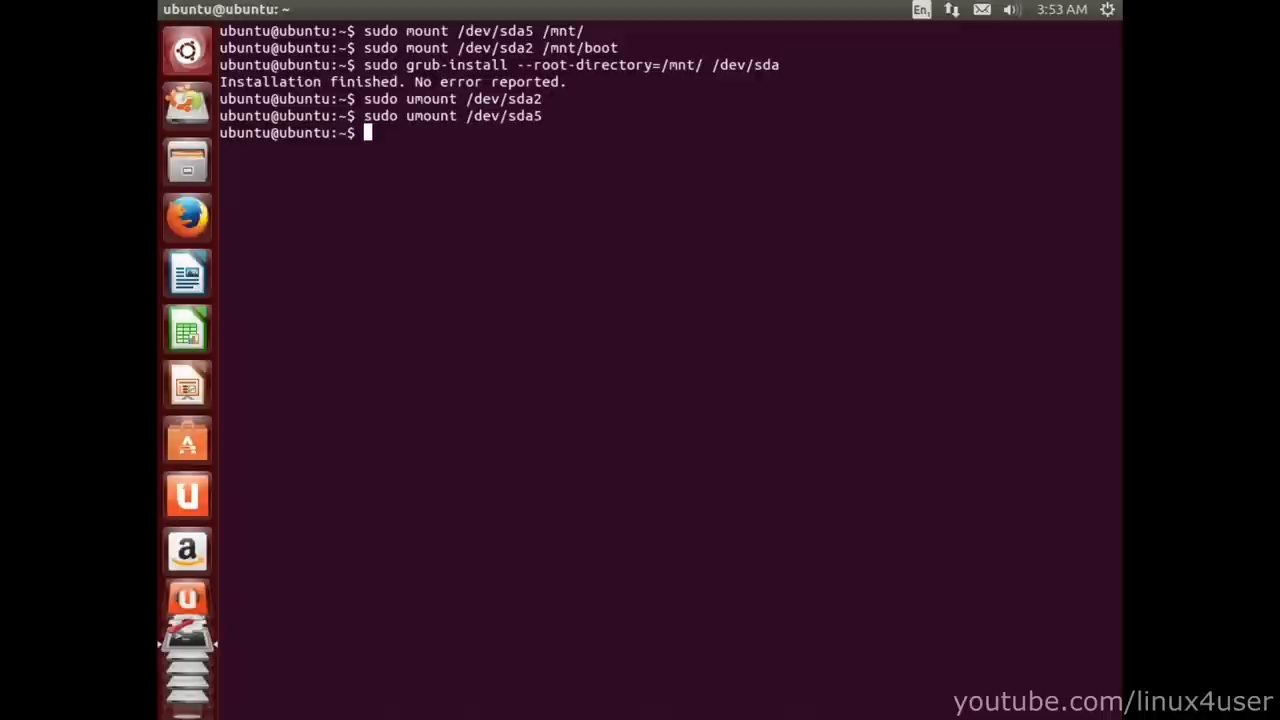 ubuntu@ubuntu: ~
En1
3:53 AM
ubuntu@ubuntu:~$ sudo mount /dev/sda5 /mnt/
ubuntu@ubuntu:~$ sudo mount /dev/sda2 /mnt/boot
ubuntu@ubuntu:~$ sudo grub-install --root-directory=/mnt/ /dev/sda
Installation finished. No error reported.
ubuntu@ubuntu:~$ sudo umount /dev/sda2
ubuntu@ubuntu:~$ sudo umount /dev/sda5
ubuntu@ubuntu:~$
youtube.com/linux4user